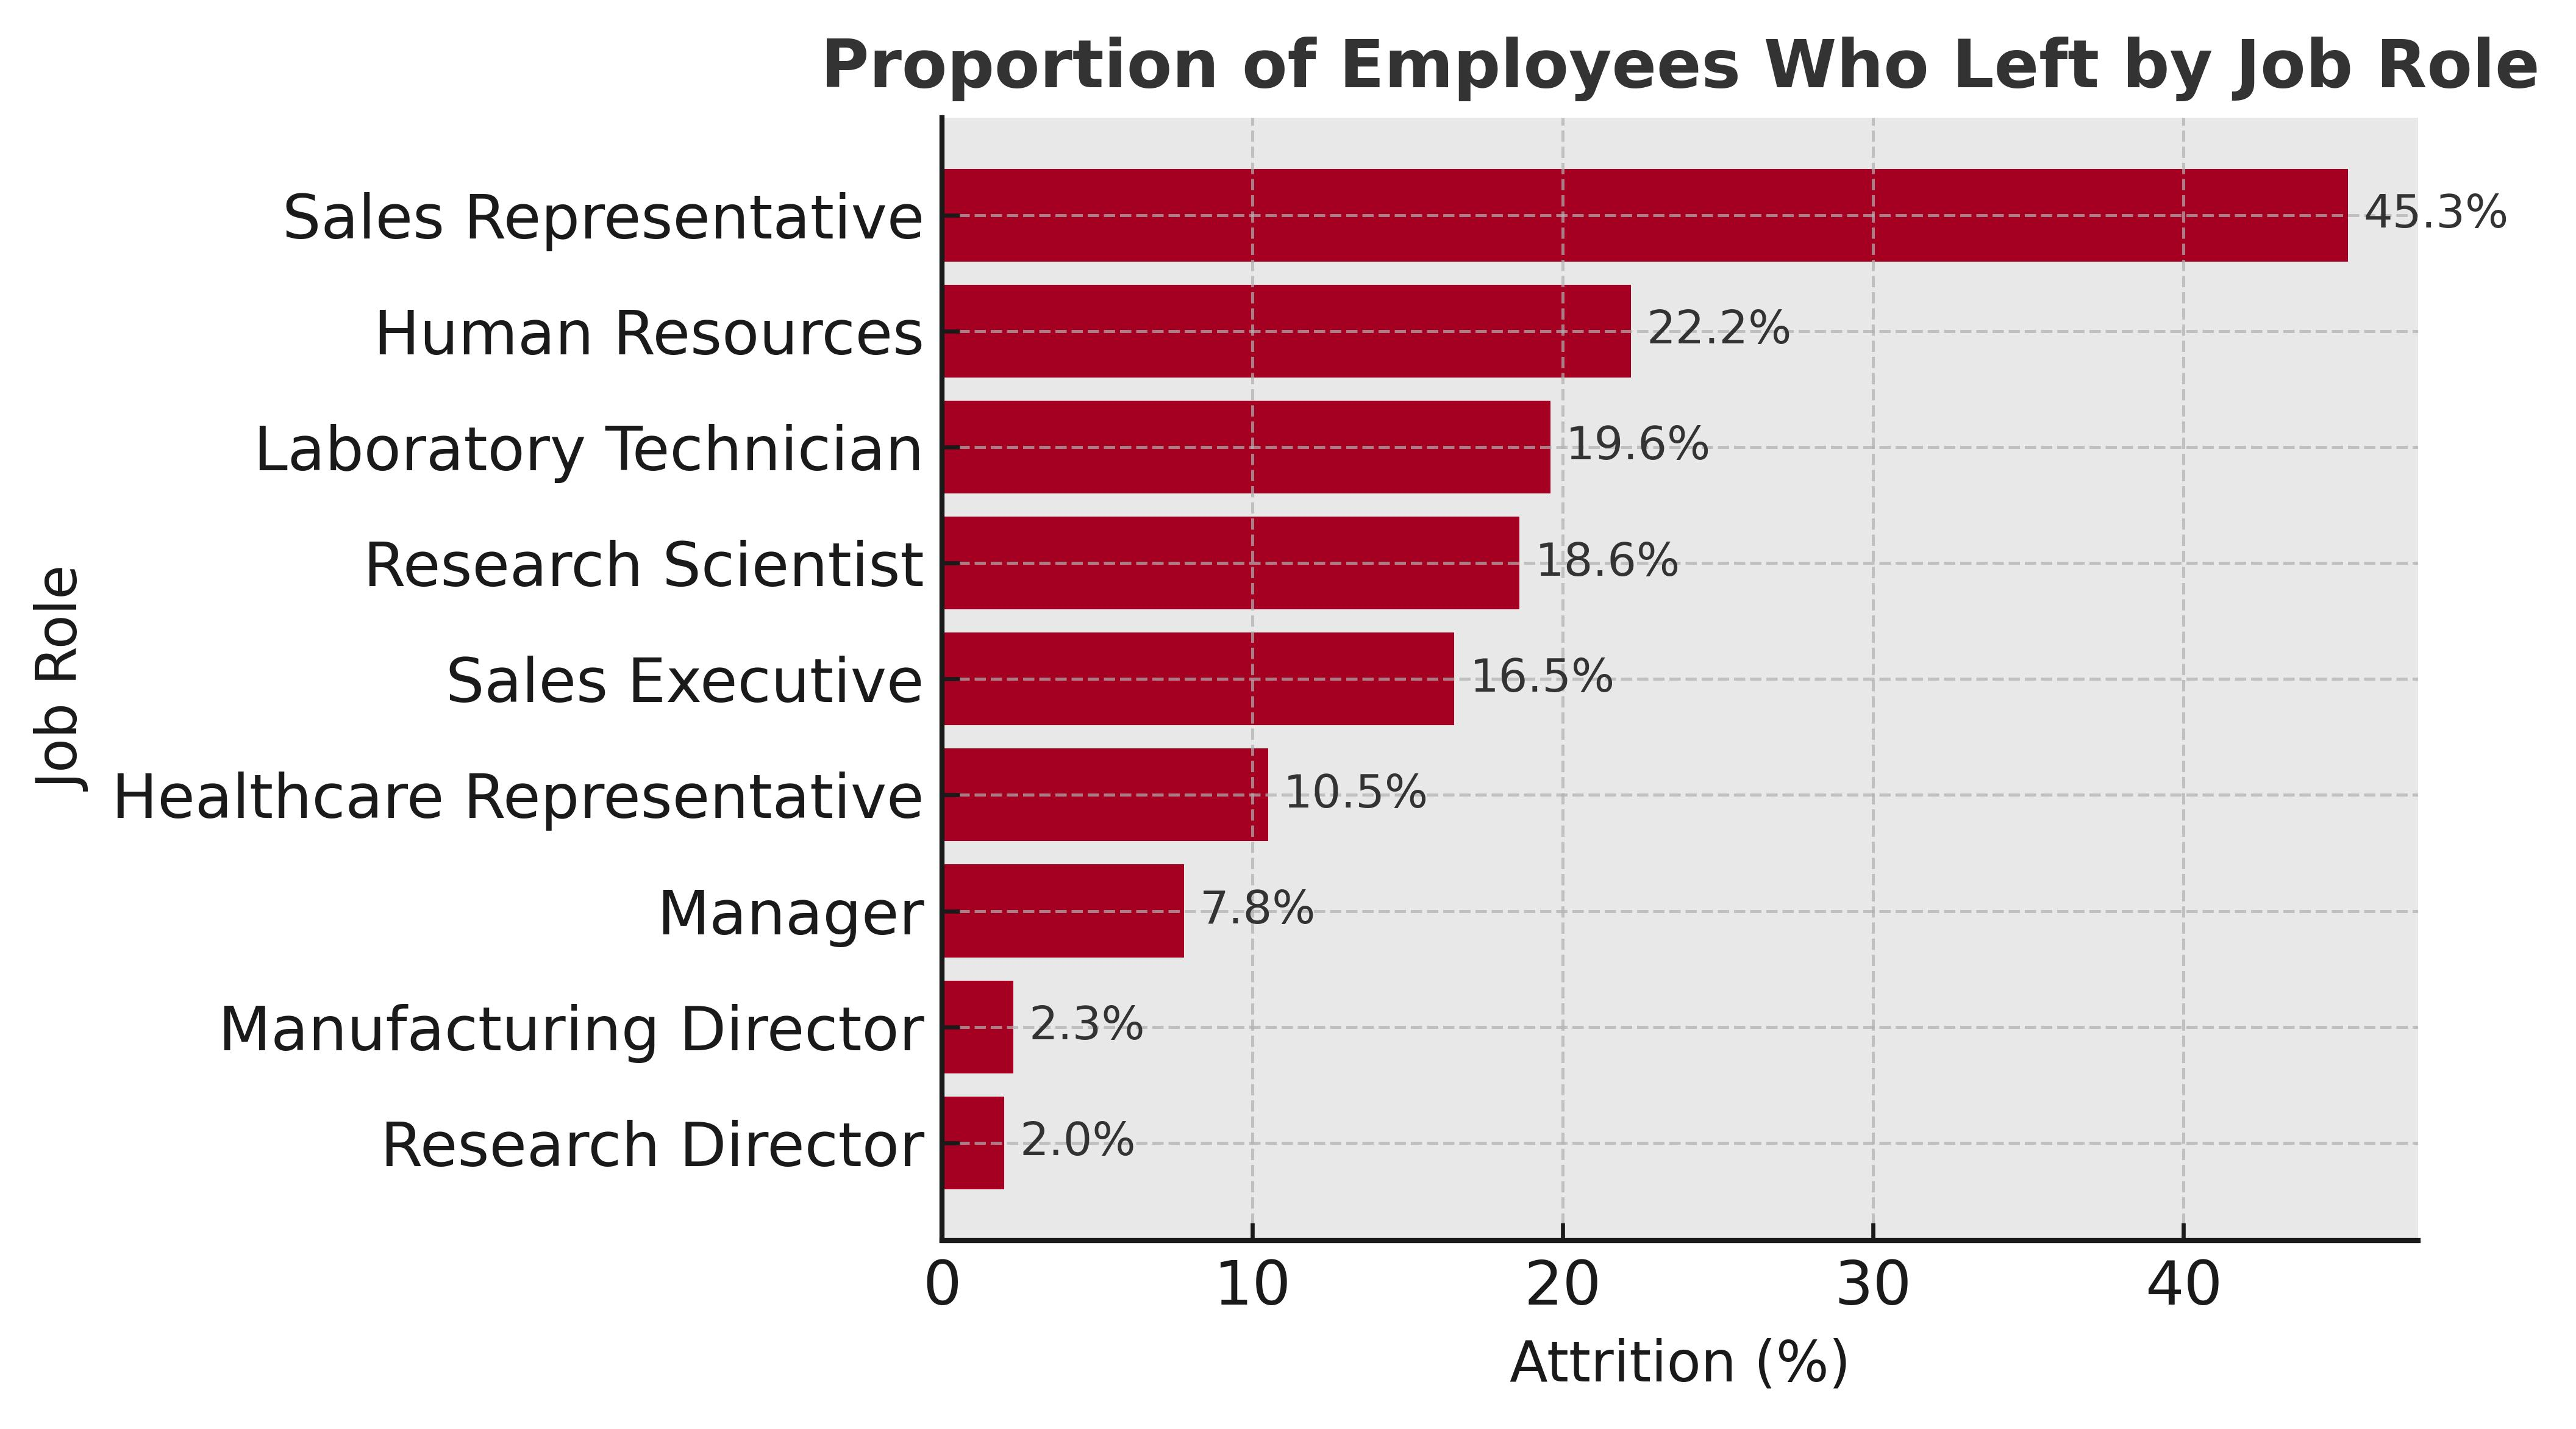 Proportion of Employees Who Left by Job Role
Job Role
Sales Representative 45.3%
Human Resources 22.2%
Laboratory Technician 19.6%
Research Scientist 18.6%
Sales Executive 16.5%
Healthcare Representative 10.5%
Manager 7.8%
Manufacturing Director 2.3%
Research Director 2.0%
0 10 20 30 40
Attrition (%)